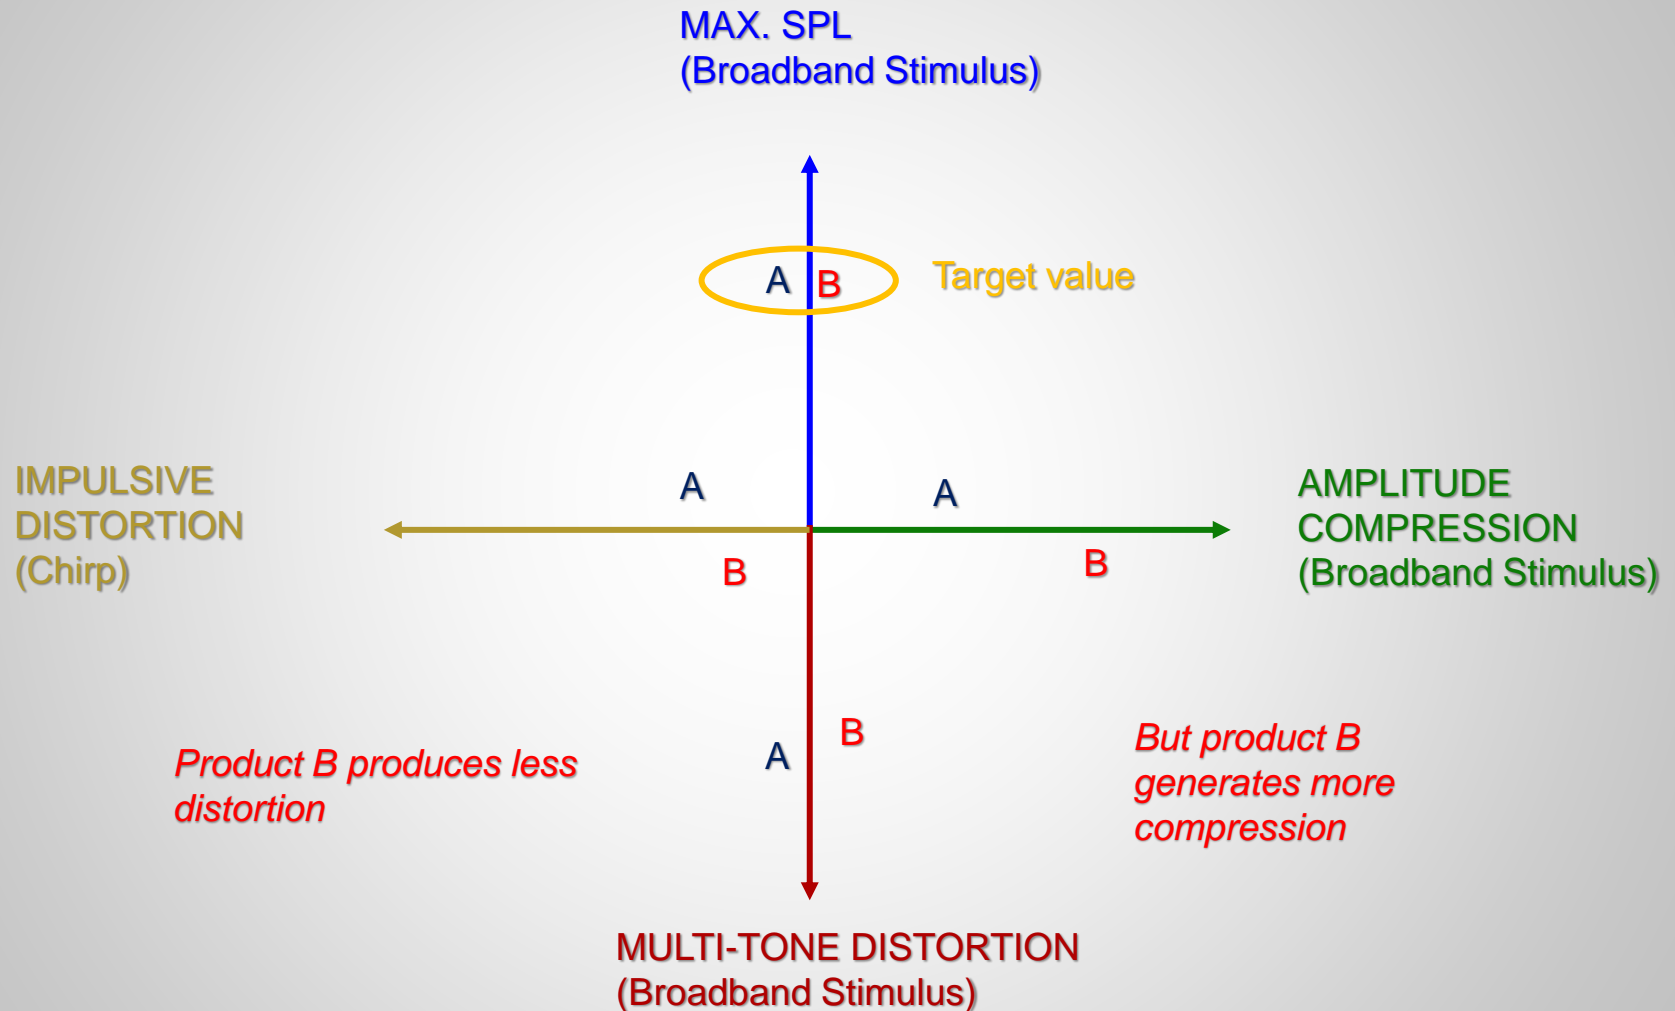 MAX. SPL
(Broadband Stimulus)
A
B
Target value
IMPULSIVE
DISTORTION
(Chirp)
A
A
AMPLITUDE
COMPRESSION
(Broadband Stimulus)
B
B
Product B produces less
distortion
A
B
But product B
generates more
compression
MULTI-TONE DISTORTION
(Broadband Stimulus)